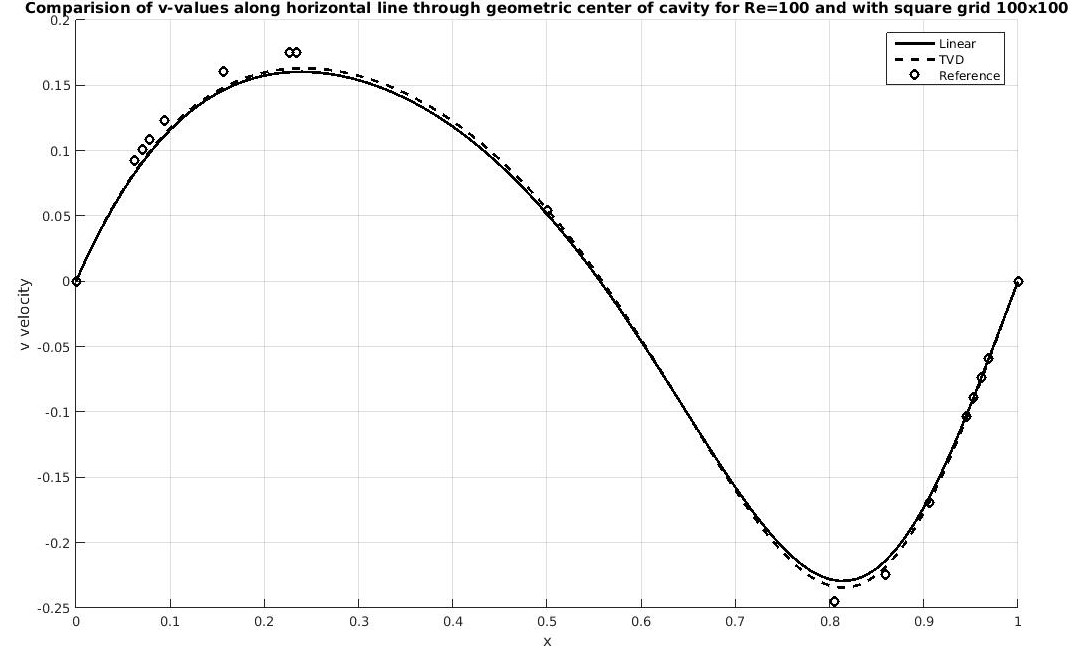 Comparision of v-values along horizontal line through geometric center of cavity for Re=100 and with square grid 100x100
Linear
TVD
Reference
0.2
0.15
0.1
0.05
0
-0.05
-0.1
-0.15
-0.2
-0.25
v velocity
0 0.1 0.2 0.3 0.4 0.5 0.6 0.7 0.8 0.9 1
x